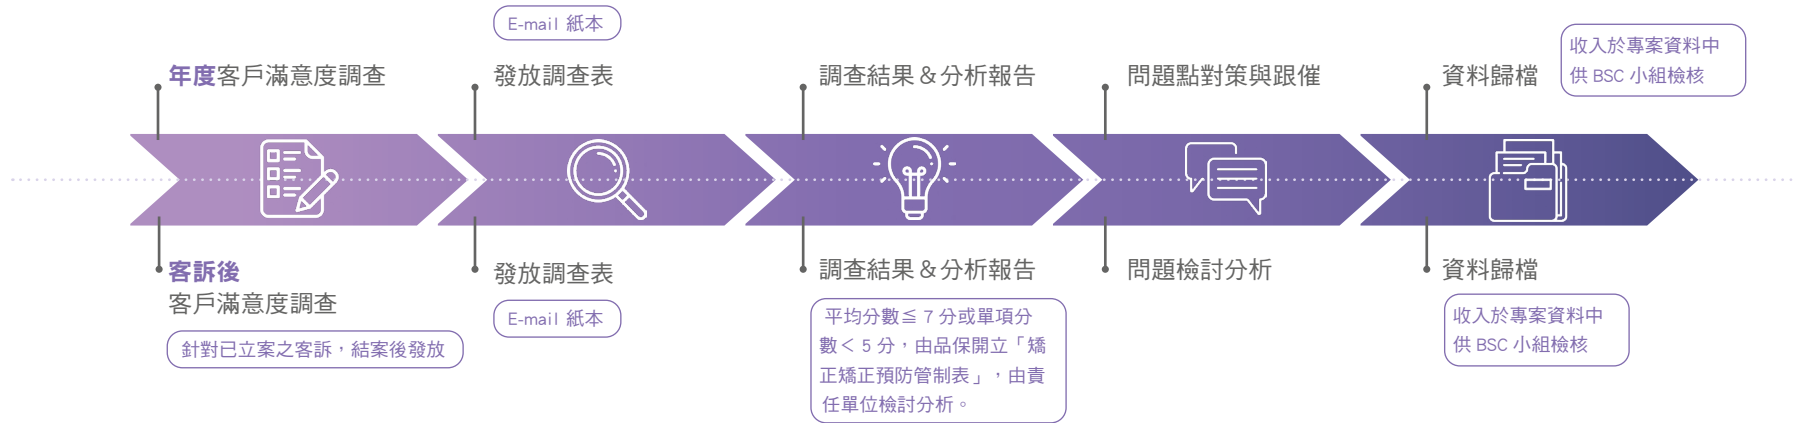 E-mail 紙本
年度客戶滿意度調查
發放調查表
調查結果＆分析報告
問題點對策與跟催
資料歸檔
收入於專案資料中
供 BSC 小組檢核
客訴後
客戶滿意度調查
針對已立案之客訴，結案後發放
發放調查表
E-mail 紙本
調查結果＆分析報告
平均分數≦ 7 分或單項分
數＜ 5 分，由品保開立「矯
正矯正預防管制表」，由責
任單位檢討分析。
問題檢討分析
資料歸檔
收入於專案資料中
供 BSC 小組檢核